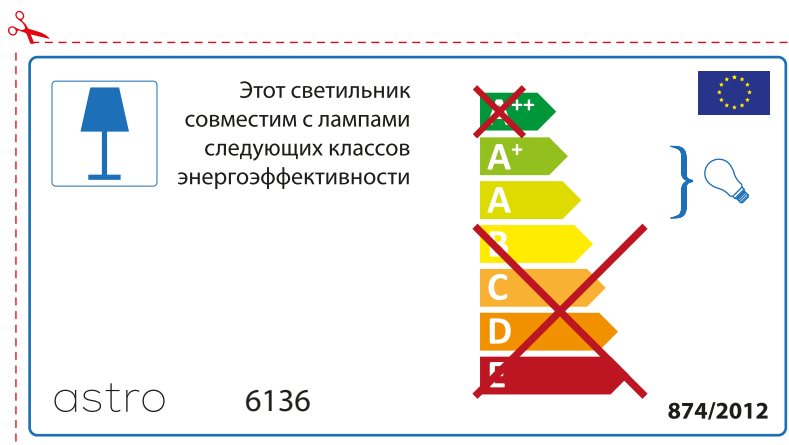 Этот светильник
совместим с лампами
следующих классов
энергоэффективности
A++
A+
A
B
C
D
E
astro
6136
874/2012